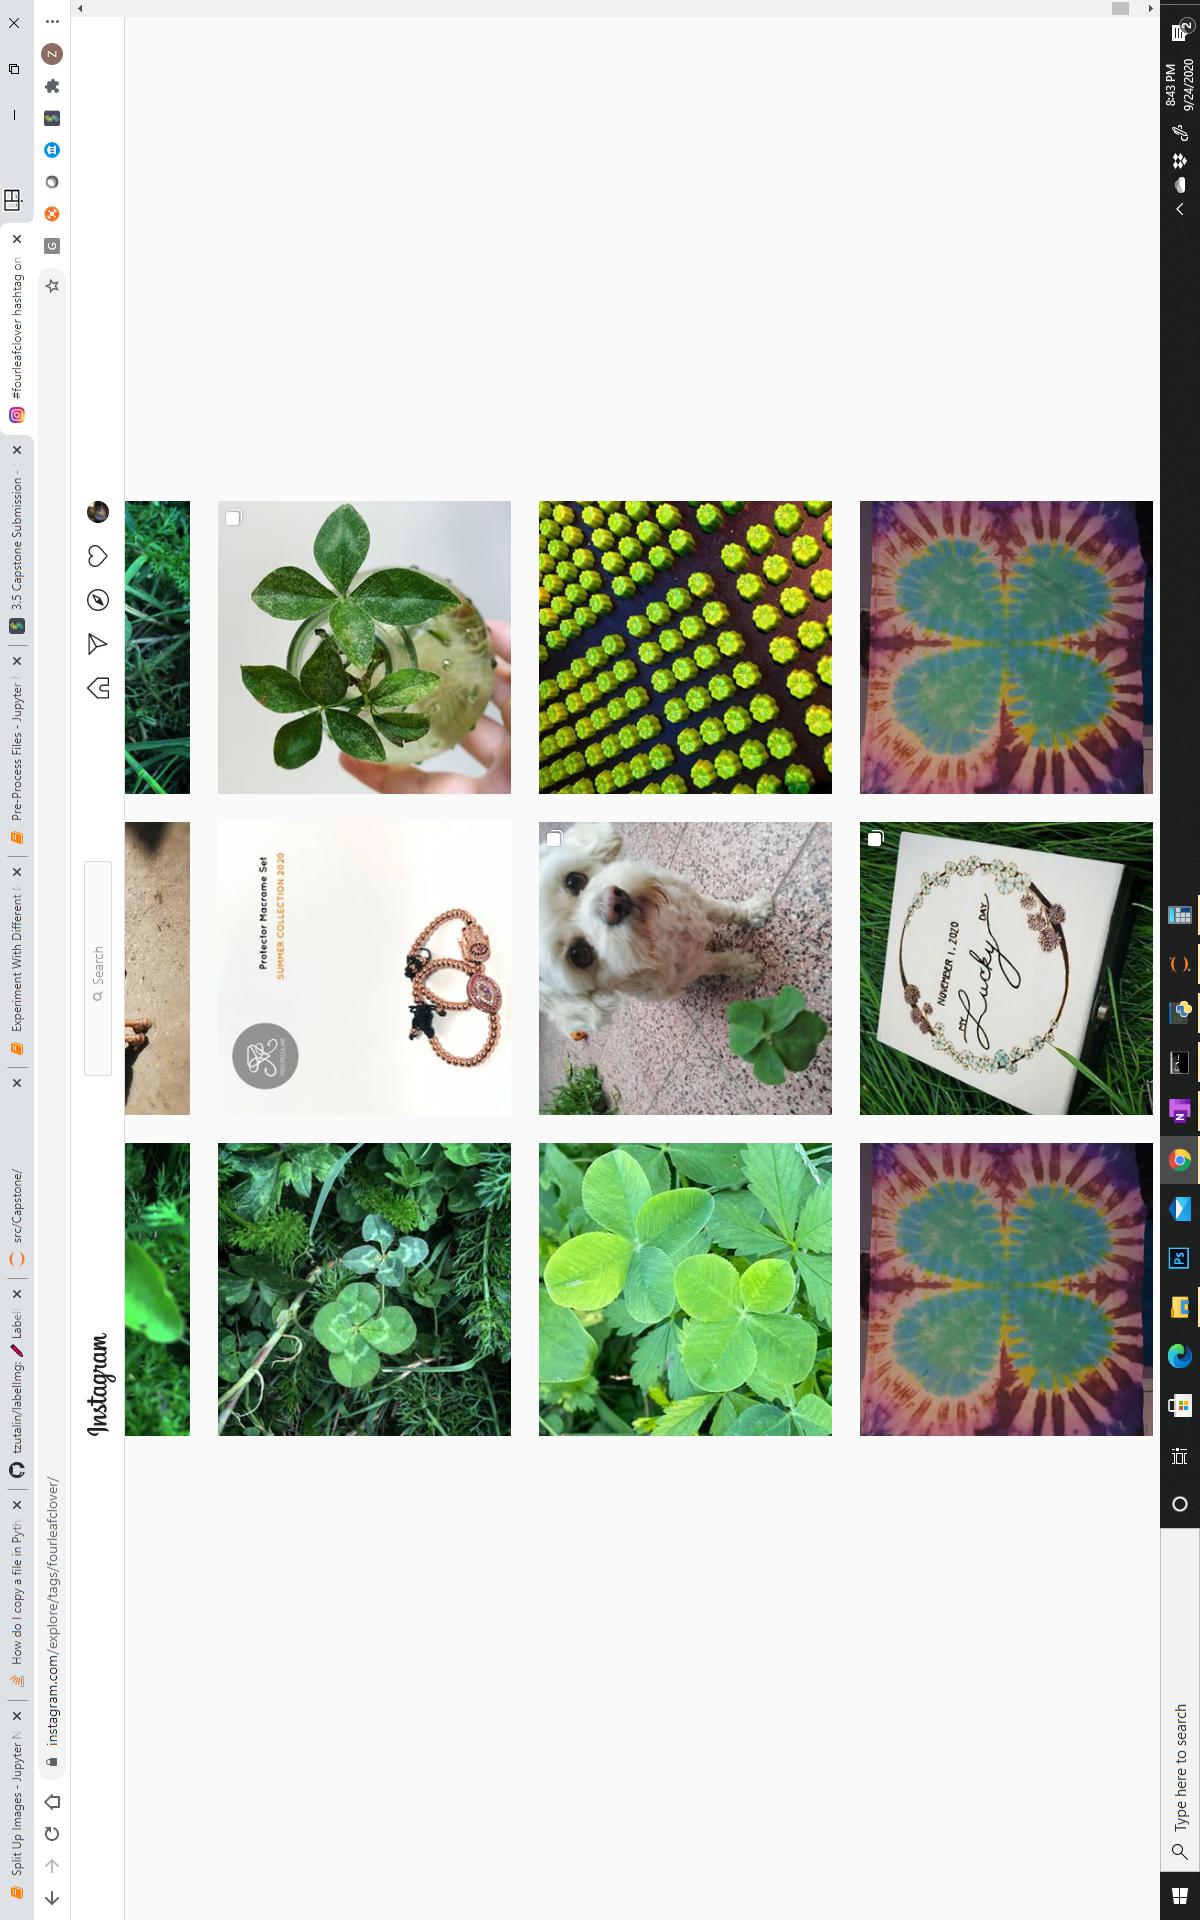 Split Up Images - Jupyter N
How do I copy a file in Pyth
tzutalin/labelImg: Labell
src/Capstone/
Experiment With Different N
Pre-Process Files - Jupyter N
3.5 Capstone Submission -
#fourleafclover hashtag on
instagram.com/explore/tags/fourleafclover/
G
Z
Instagram
Search
Protector Macrame Set
SUMMER COLLECTION 2020
NOVEMBER 1, 2020
MY
Lucky
DAY
Type here to search
Ps
N
8:43 PM
9/24/2020
2